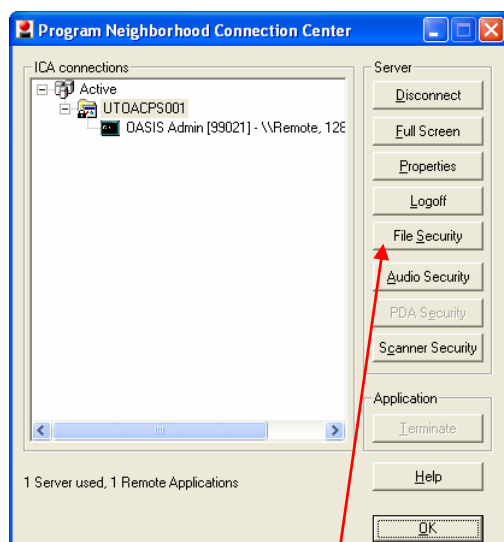 Program Neighborhood Connection Center
ICA connections
Active
UTOACPS001
OASIS Admin [99021] - \\Remote, 128
Server
Disconnect
Full Screen
Properties
Logoff
File Security
Audio Security
PDA Security
Scanner Security
Application
Terminate
1 Server used, 1 Remote Applications
Help
OK